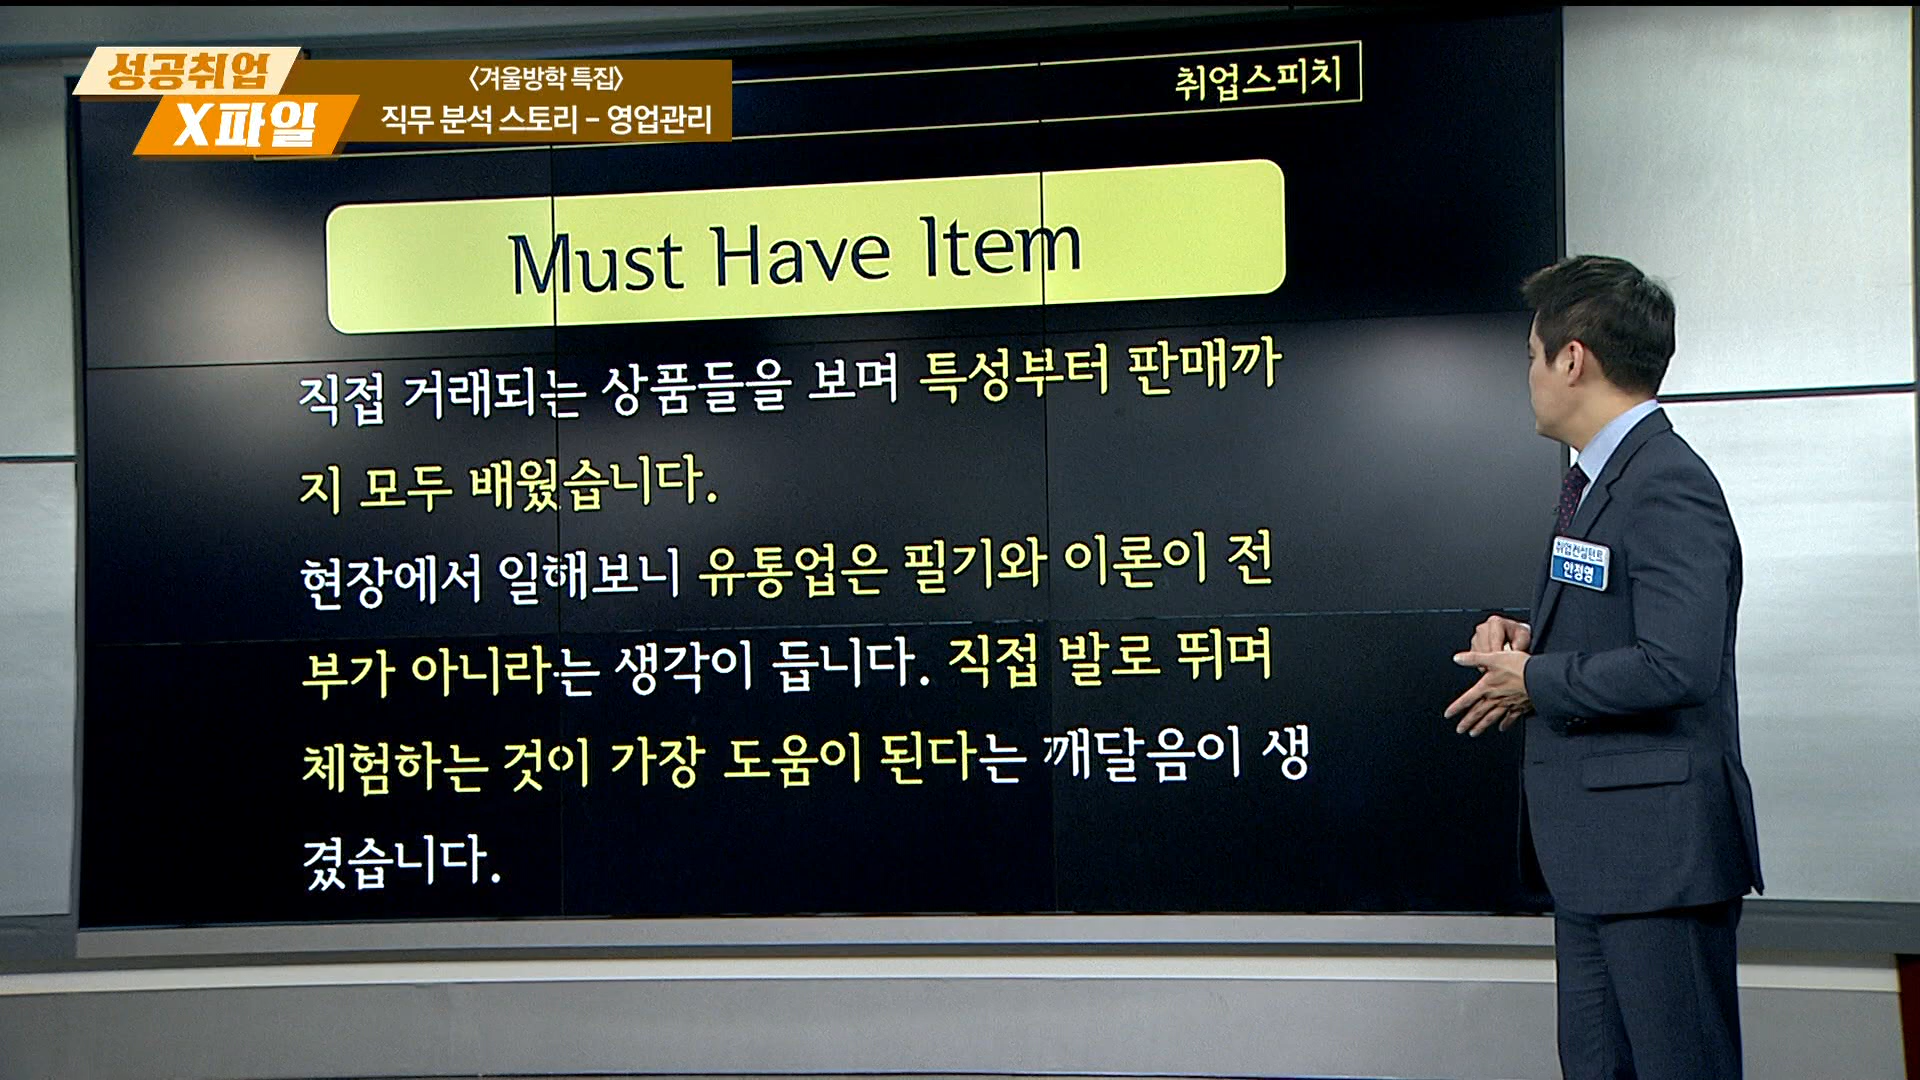 성공취업
X파일
<겨울방학 특집>
직무 분석 스토리 - 영업관리
취업스피치
Must Have Item
직접 거래되는 상품들을 보며 특성부터 판매까
지 모두 배웠습니다.
현장에서 일해보니 유통업은 필기와 이론이 전
부가 아니라는 생각이 듭니다. 직접 발로 뛰며
체험하는 것이 가장 도움이 된다는 깨달음이 생
겼습니다.
취업컨설턴트
안정영